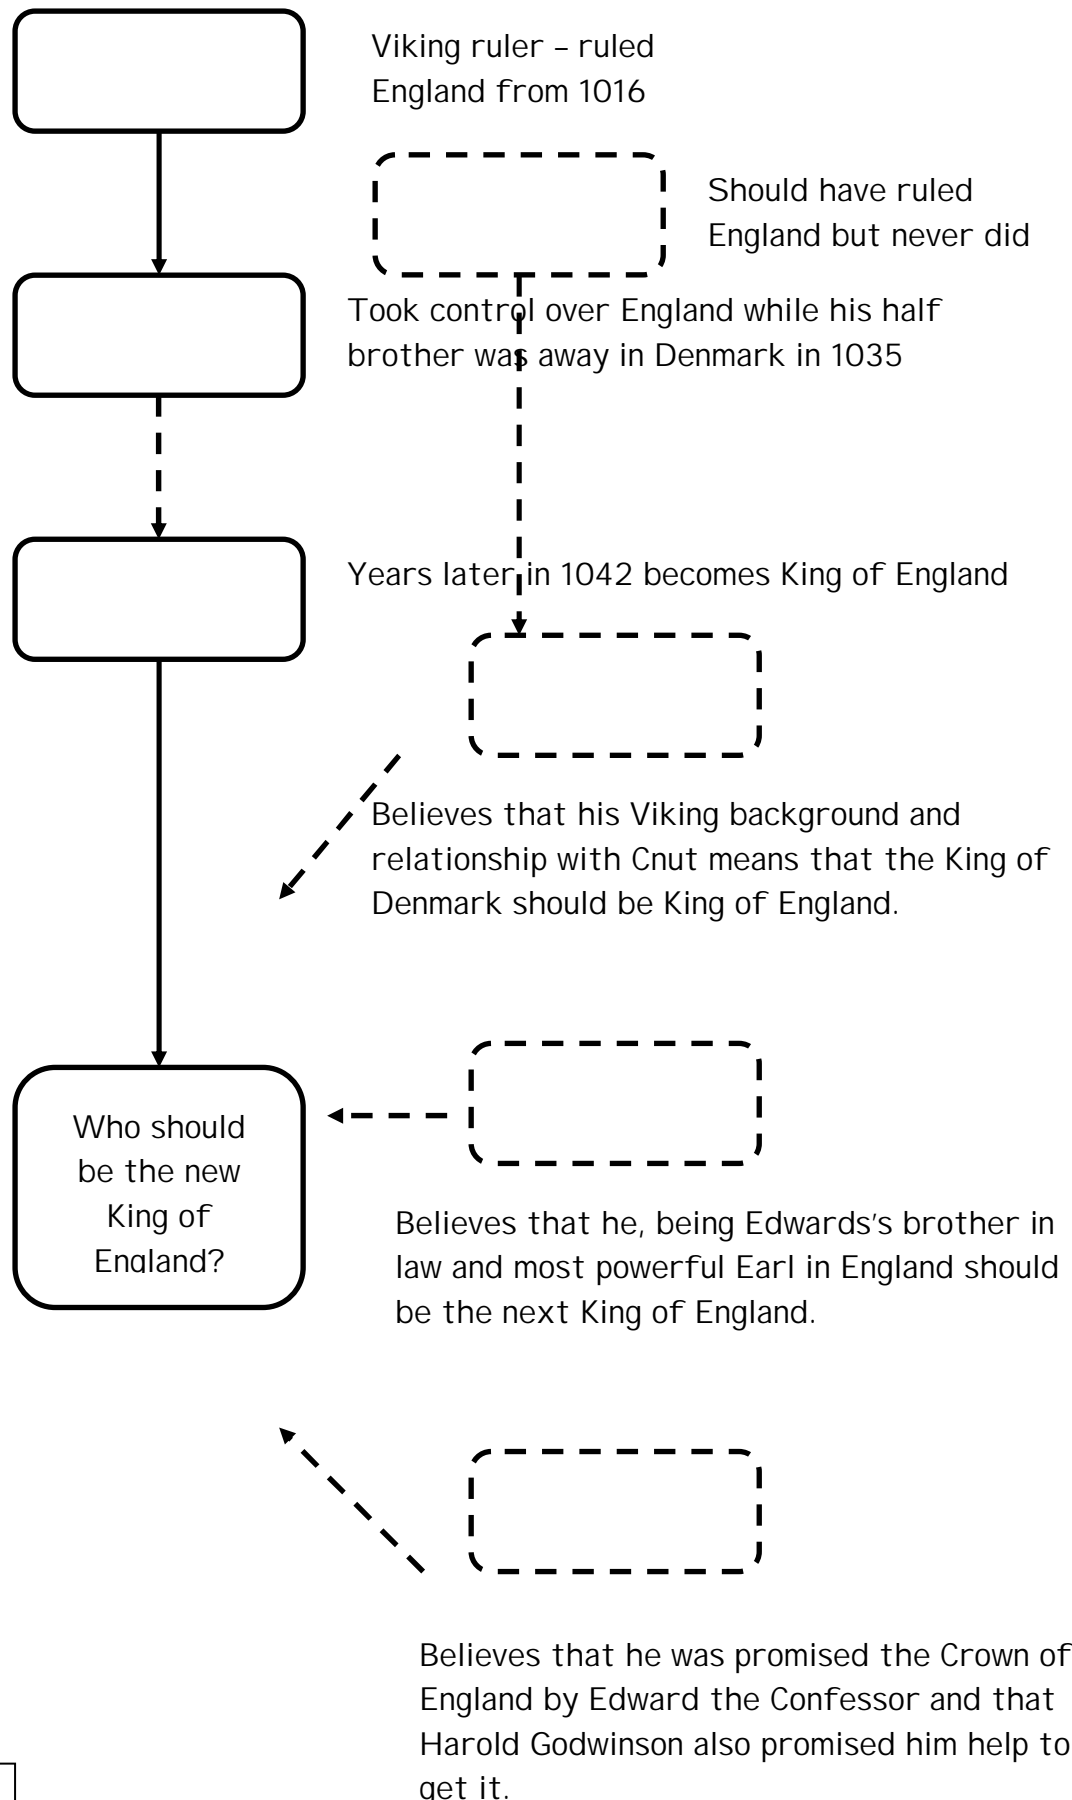 Viking ruler – ruled
England from 1016
Should have ruled
England but never did
Took control over England while his half
brother was away in Denmark in 1035
Years later in 1042 becomes King of England
Believes that his Viking background and
relationship with Cnut means that the King of
Denmark should be King of England.
Who should
be the new
King of
England?
Believes that he, being Edwards's brother in
law and most powerful Earl in England should
be the next King of England.
Believes that he was promised the Crown of
England by Edward the Confessor and that
Harold Godwinson also promised him help to
get it.